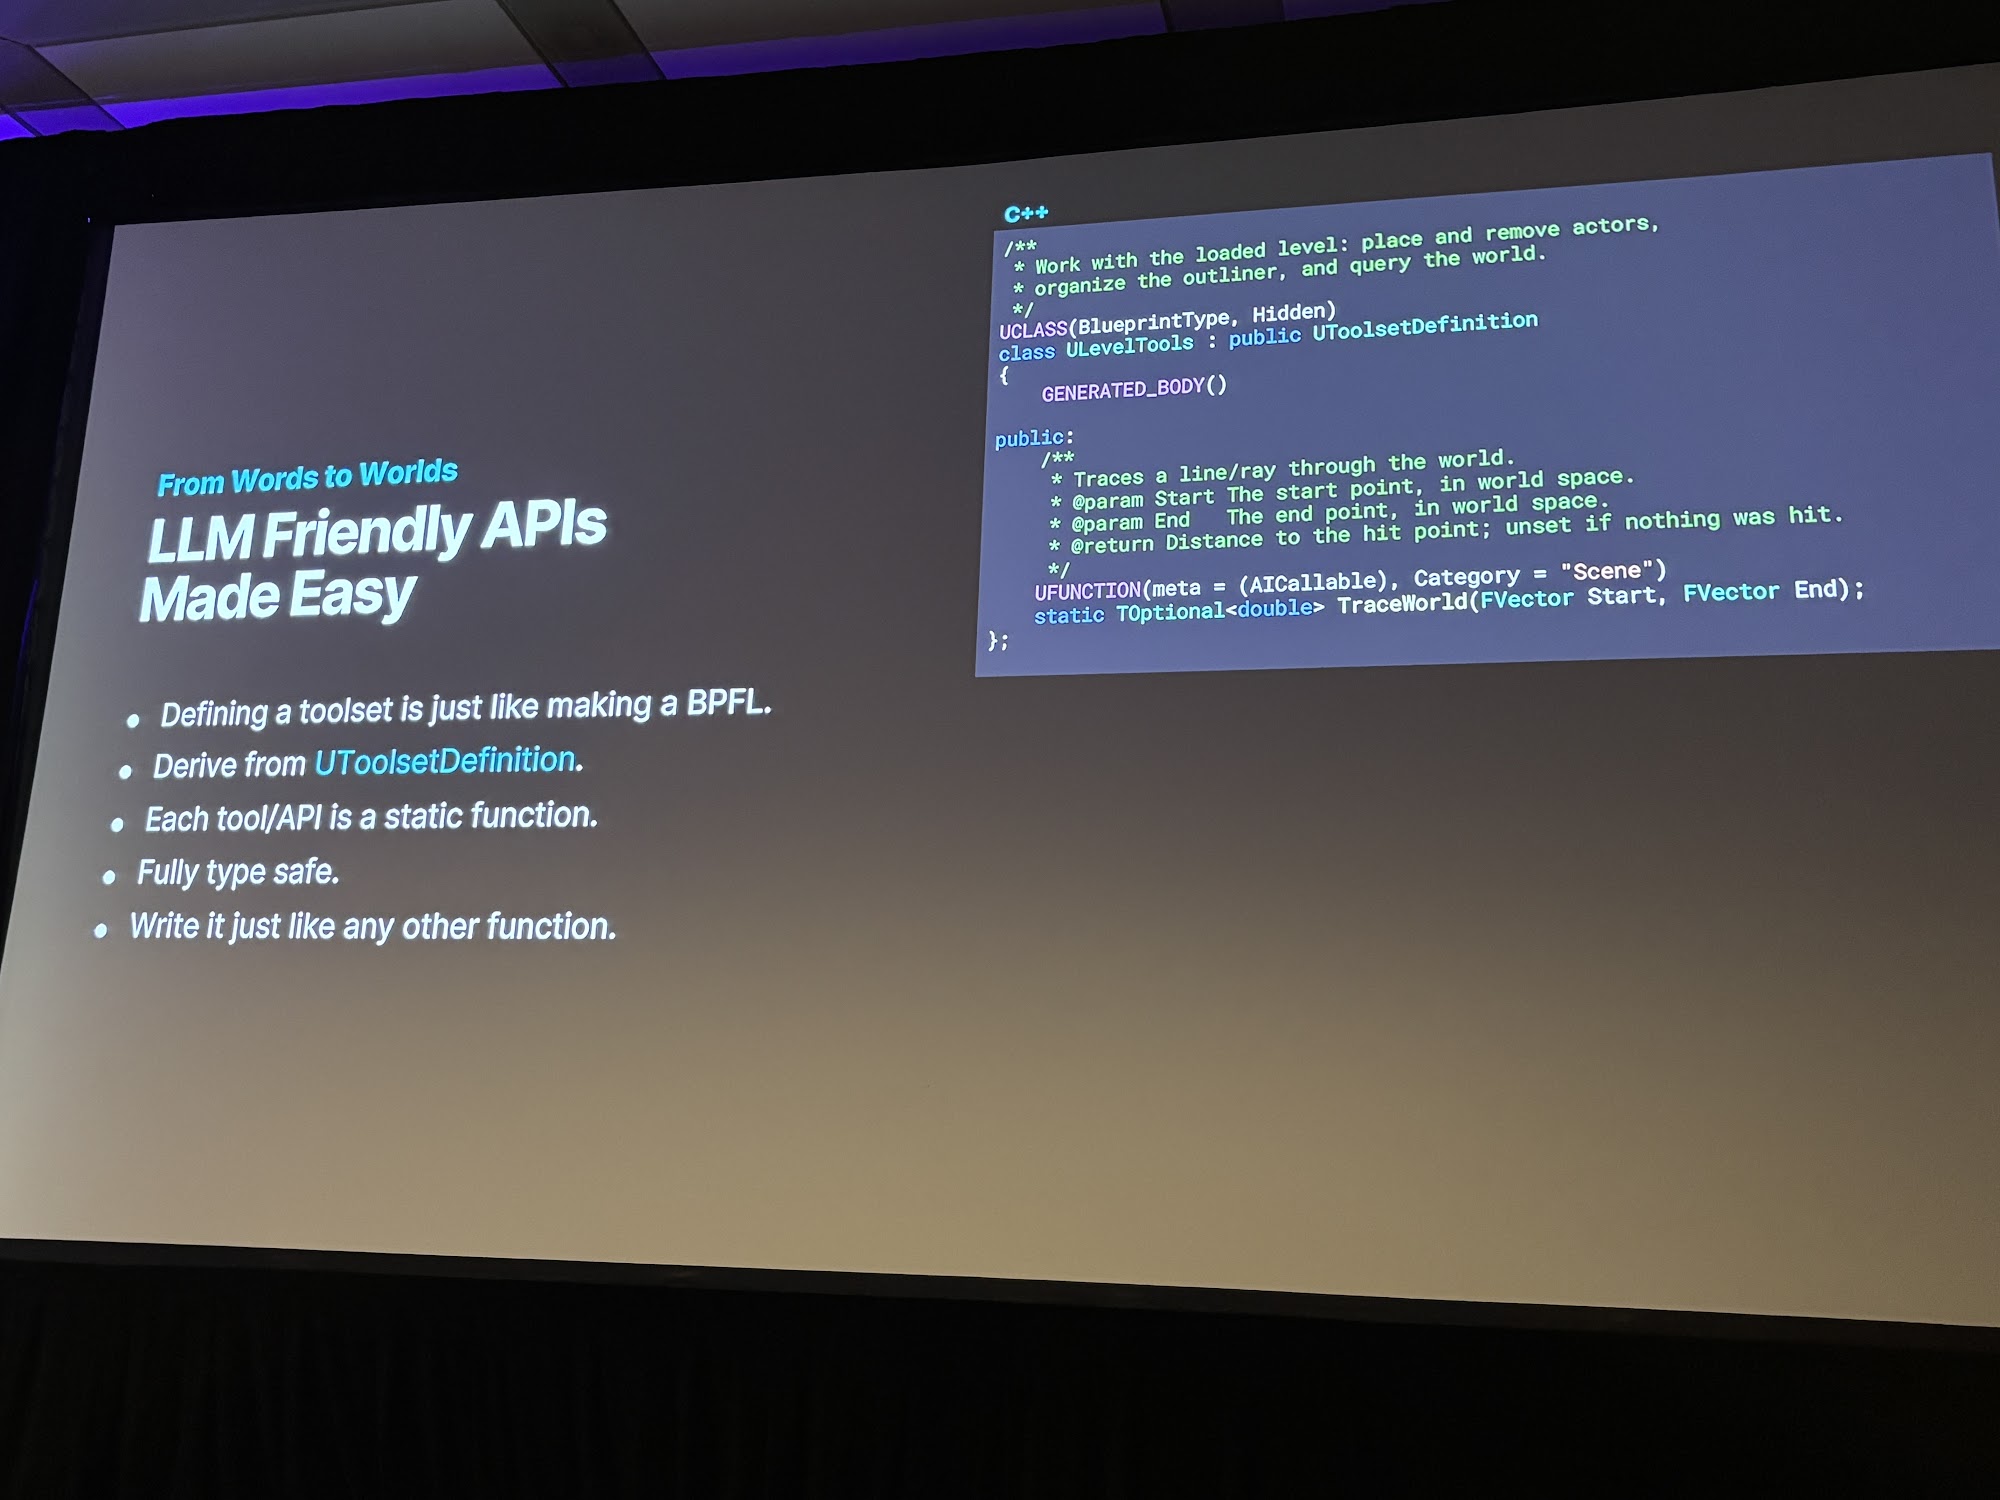 From Words to Worlds
LLM Friendly APIs
Made Easy
• Defining a toolset is just like making a BPFL.
• Derive from UToolsetDefinition.
• Each tool/API is a static function.
• Fully type safe.
• Write it just like any other function.
C++
/**
 * Work with the loaded level: place and remove actors,
 * organize the outliner, and query the world.
 */
UCLASS(BlueprintType, Hidden)
class ULevelTools : public UToolsetDefinition
{
    GENERATED_BODY()
public:
    /**
     * Traces a line/ray through the world.
     * @param Start The start point, in world space.
     * @param End   The end point, in world space.
     * @return Distance to the hit point; unset if nothing was hit.
     */
    UFUNCTION(meta = (AICallable), Category = "Scene")
    static TOptional<double> TraceWorld(FVector Start, FVector End);
};